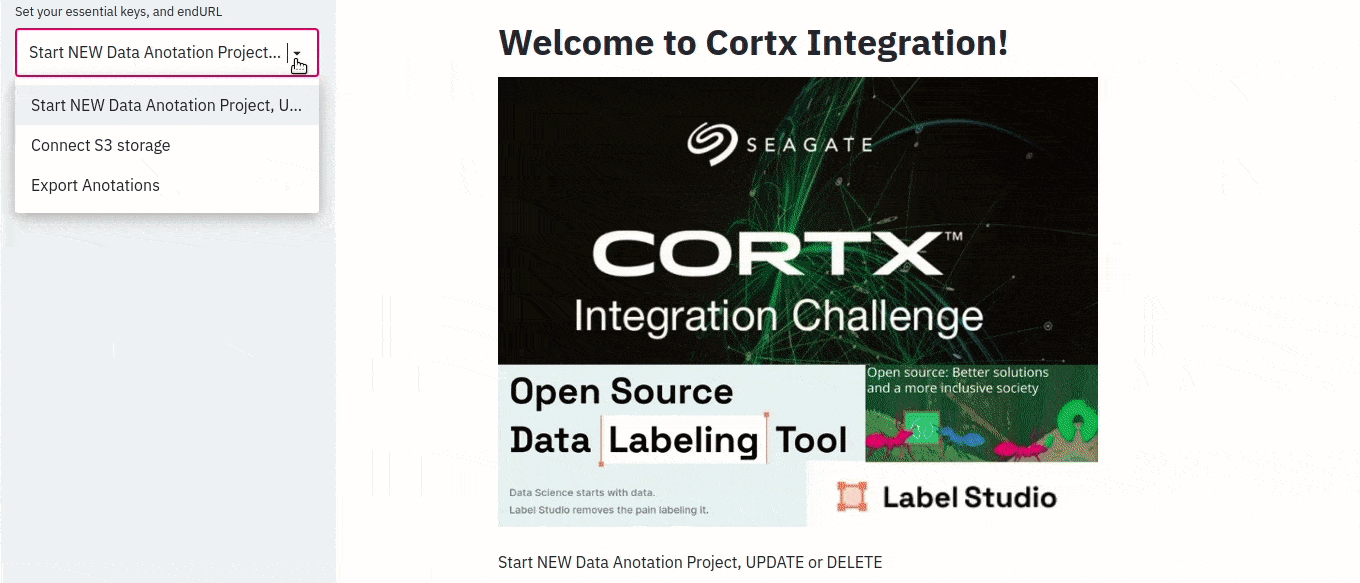 Set your essential keys, and endURL
Start NEW Data Anotation Project...
Start NEW Data Anotation Project, U...
Connect S3 storage
Export Anotations
Welcome to Cortx Integration!
SEAGATE
CORTX™
Integration Challenge
Open Source
Data Labeling Tool
Data Science starts with data.
Label Studio removes the pain labeling it.
Open source: Better solutions
and a more inclusive society
Label Studio
Start NEW Data Anotation Project, UPDATE or DELETE